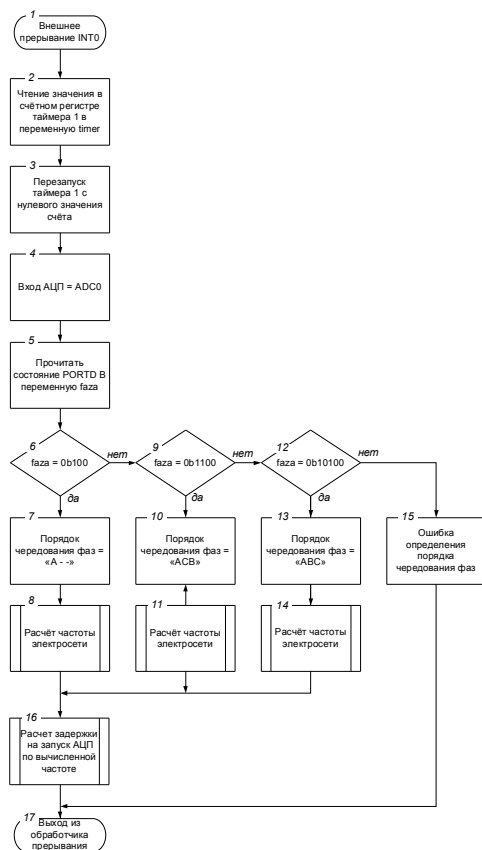 1
Внешнее
прерывание INT0
2
Чтение значения в
счётном регистре
таймера 1 в
переменную timer
3
Перезапуск
таймера 1 с
нулевого значения
счёта
4
Вход АЦП = ADC0
5
Прочитать
состояние PORTD В
переменную faza
6
faza = 0b100
нет
да
9
faza = 0b1100
нет
да
12
faza = 0b10100
нет
да
7
Порядок
чередования фаз =
«А - -»
10
Порядок
чередования фаз =
«АСВ»
13
Порядок
чередования фаз =
«АВС»
15
Ошибка
определения
порядка
чередования фаз
8
Расчёт частоты
электросети
11
Расчёт частоты
электросети
14
Расчёт частоты
электросети
16
Расчет задержки
на запуск АЦП
по вычисленной
частоте
17
Выход из
обработчика
прерывания